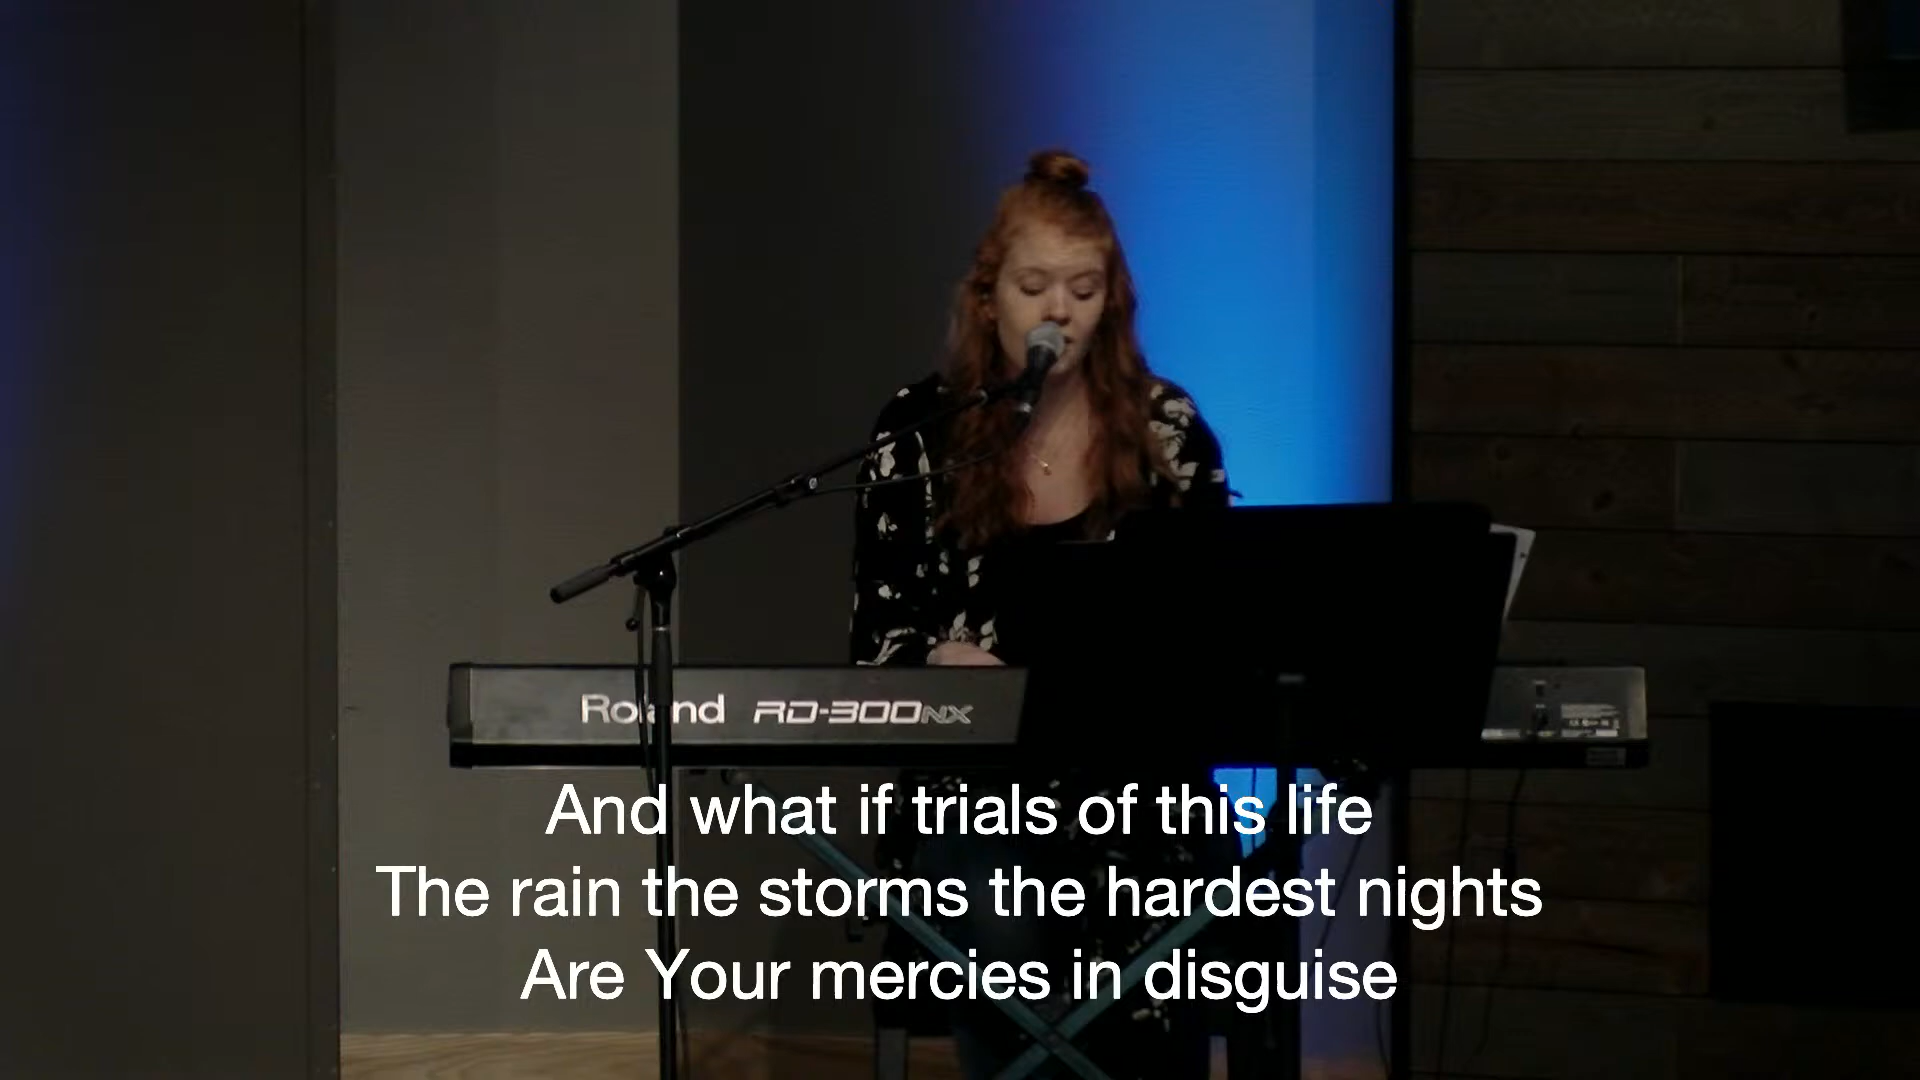 Roland RD-300NX
And what if trials of this life
The rain the storms the hardest nights
Are Your mercies in disguise